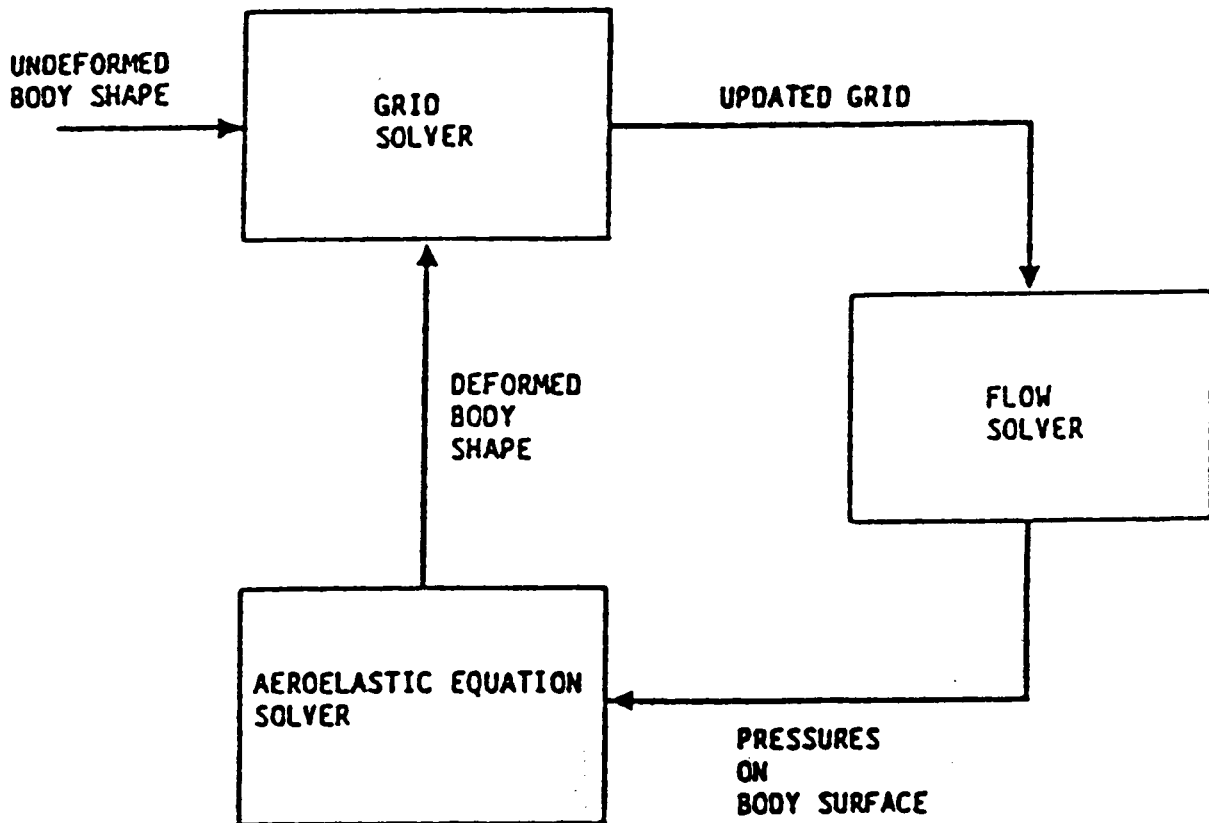 UNDEFORMED
BODY SHAPE
GRID
SOLVER
UPDATED GRID
FLOW
SOLVER
DEFORMED
BODY
SHAPE
AEROELASTIC EQUATION
SOLVER
PRESSURES
ON
BODY SURFACE